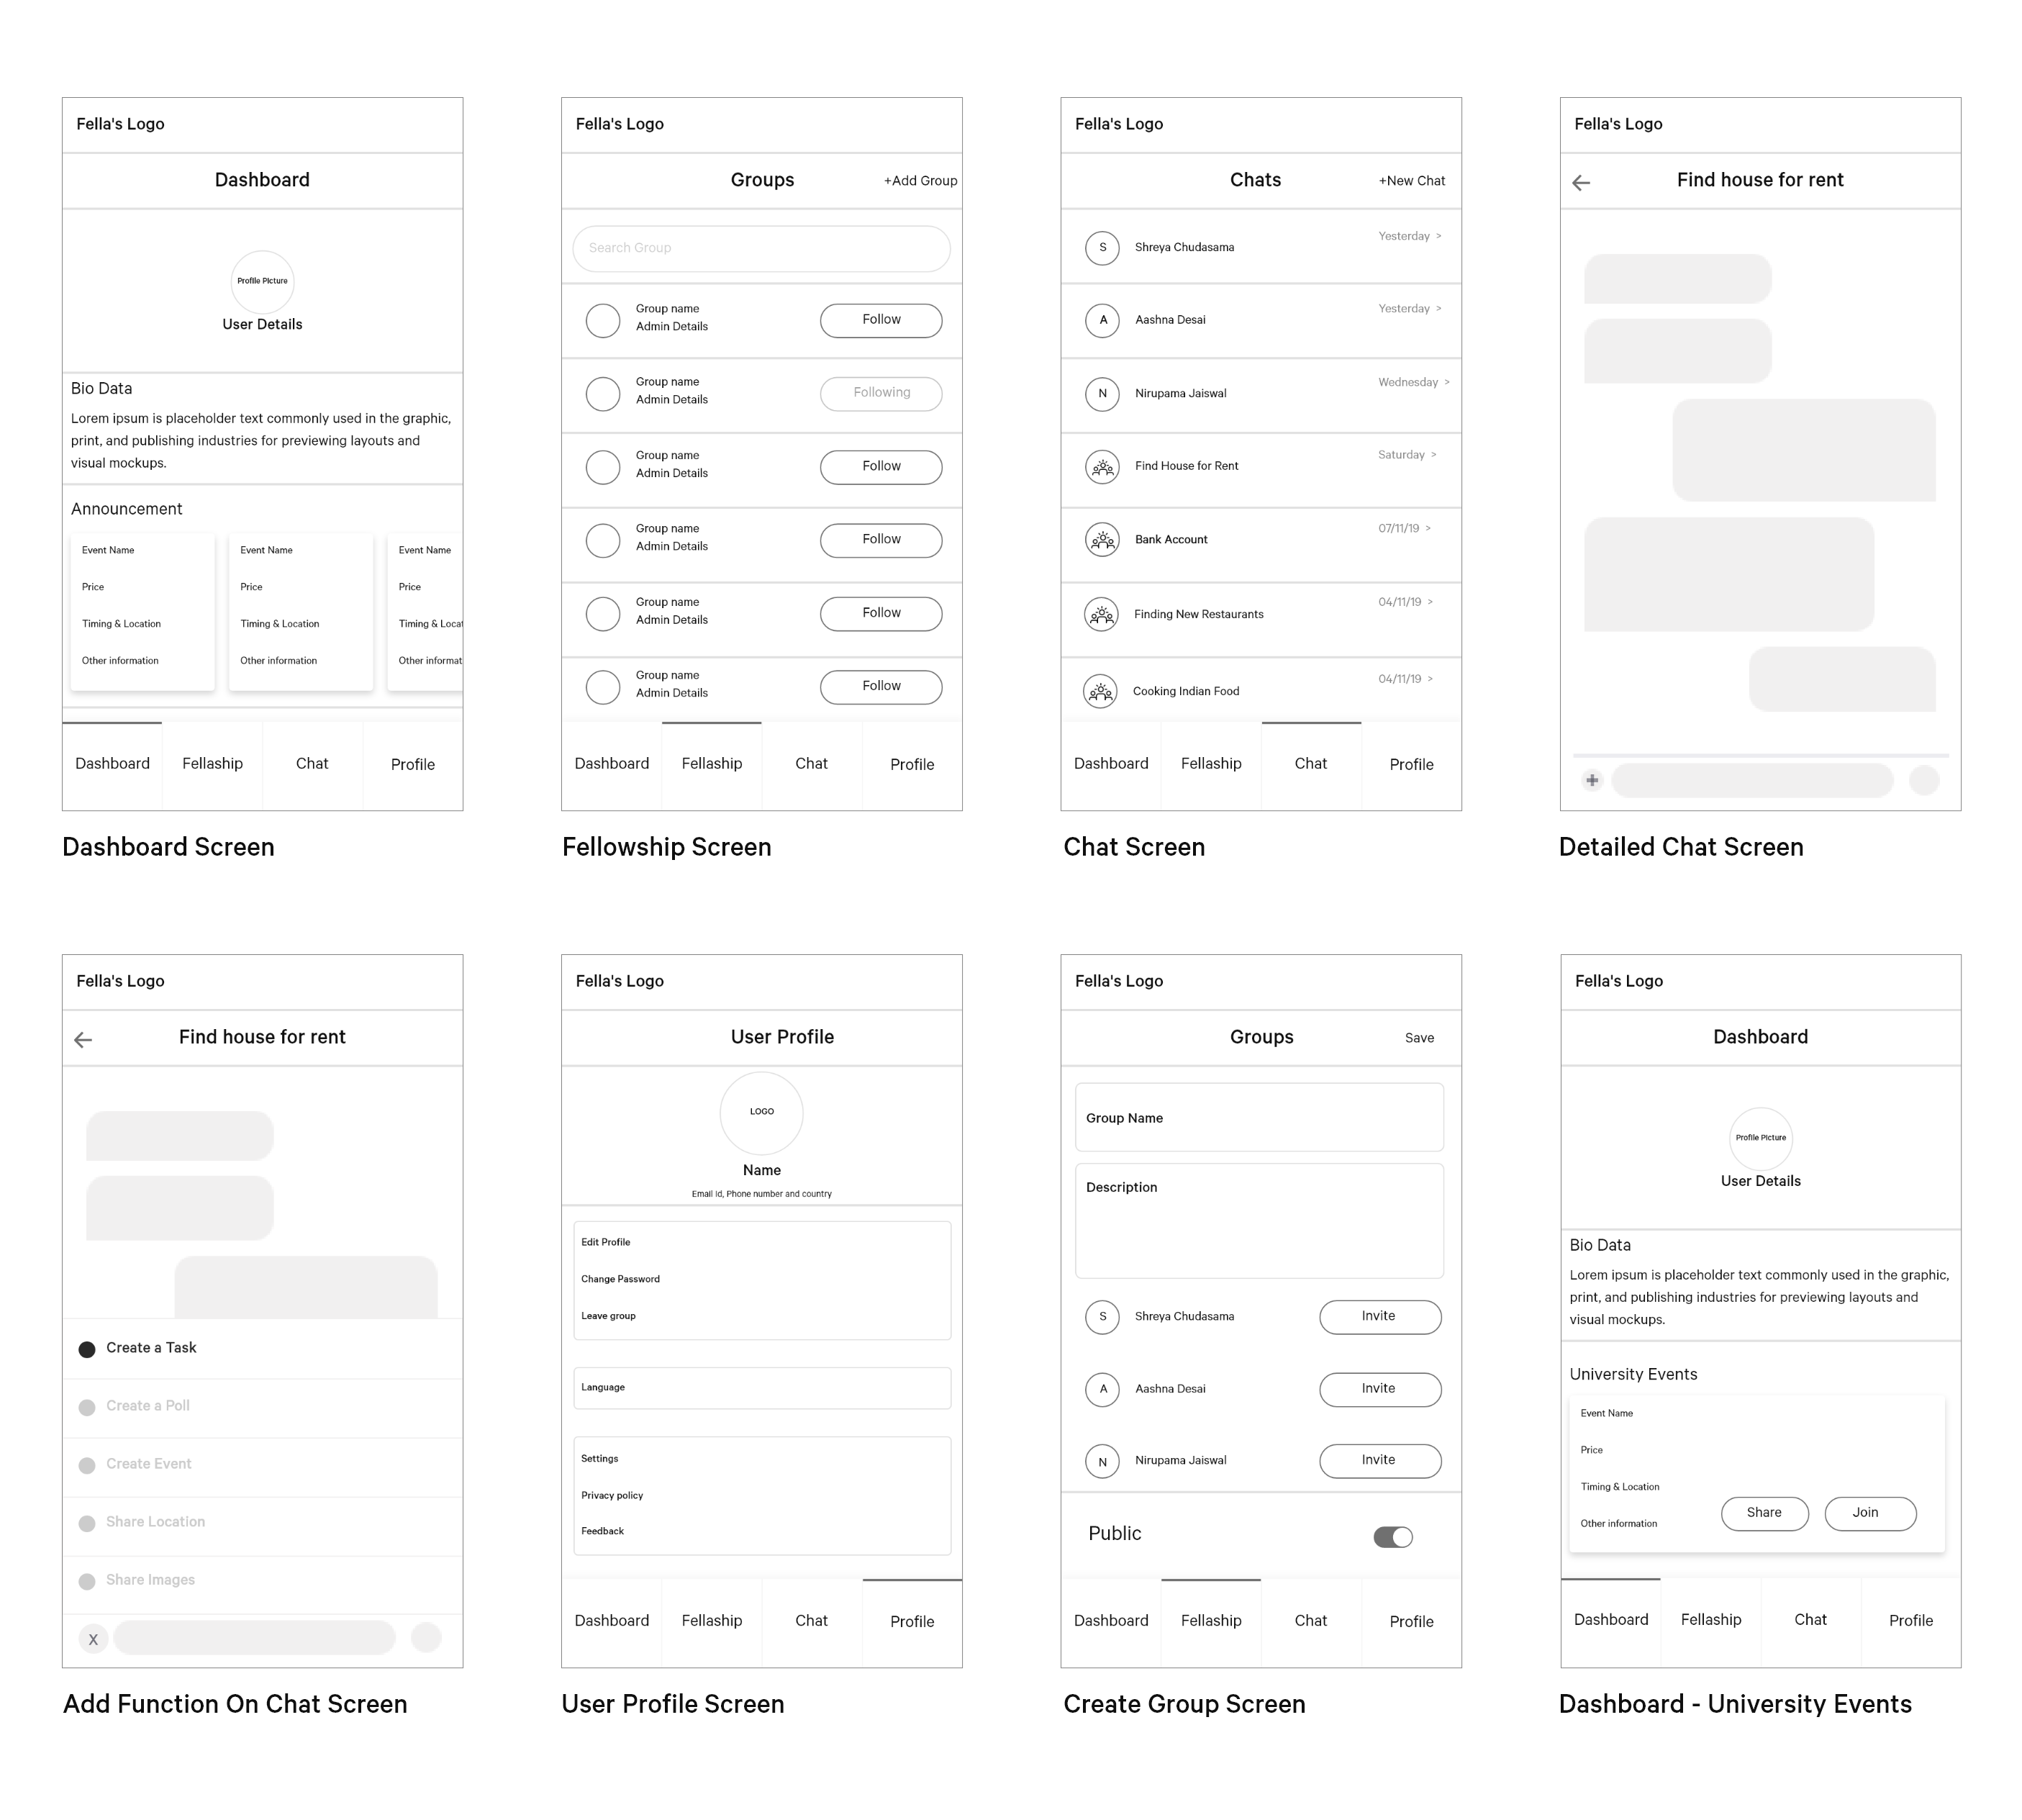 Fella's Logo
Dashboard
Profile Picture
User Details
Bio Data
Lorem ipsum is placeholder text commonly used in the graphic,
print, and publishing industries for previewing layouts and
visual mockups.
Announcement
Event Name
Price
Timing & Location
Other information
Event Name
Price
Timing & Location
Other information
Event Name
Price
Timing & Locat
Other informat
Dashboard Fellaship Chat Profile
Dashboard Screen
Fella's Logo
Groups +Add Group
Search Group
Group name
Admin Details
Follow
Group name
Admin Details
Following
Group name
Admin Details
Follow
Group name
Admin Details
Follow
Group name
Admin Details
Follow
Group name
Admin Details
Follow
Dashboard Fellaship Chat Profile
Fellowship Screen
Fella's Logo
Chats +New Chat
S Shreya Chudasama Yesterday >
A Aashna Desai Yesterday >
N Nirupama Jaiswal Wednesday >
Find House for Rent Saturday >
Bank Account 07/11/19 >
Finding New Restaurants 04/11/19 >
Cooking Indian Food 04/11/19 >
Dashboard Fellaship Chat Profile
Chat Screen
Fella's Logo
Find house for rent
Detailed Chat Screen
Fella's Logo
Find house for rent
Create a Task
Create a Poll
Create Event
Share Location
Share Images
X
Add Function On Chat Screen
Fella's Logo
User Profile
LOGO
Name
Email id, Phone number and country
Edit Profile
Change Password
Leave group
Language
Settings
Privacy policy
Feedback
Dashboard Fellaship Chat Profile
User Profile Screen
Fella's Logo
Groups Save
Group Name
Description
S Shreya Chudasama Invite
A Aashna Desai Invite
N Nirupama Jaiswal Invite
Public
Dashboard Fellaship Chat Profile
Create Group Screen
Fella's Logo
Dashboard
Profile Picture
User Details
Bio Data
Lorem ipsum is placeholder text commonly used in the graphic,
print, and publishing industries for previewing layouts and
visual mockups.
University Events
Event Name
Price
Timing & Location
Other information
Share Join
Dashboard Fellaship Chat Profile
Dashboard - University Events